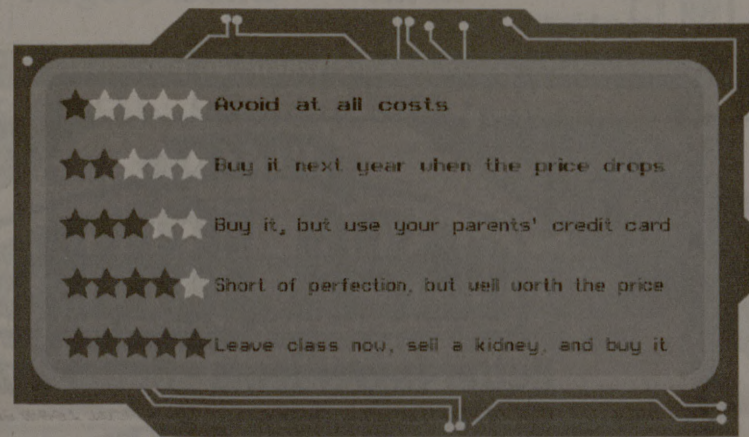 Avoid at all costs
Buy it next year when the price drops
Buy it, but use your parents' credit card
Short of perfection, but well worth the price
Leave class now, sell a kidney, and buy it